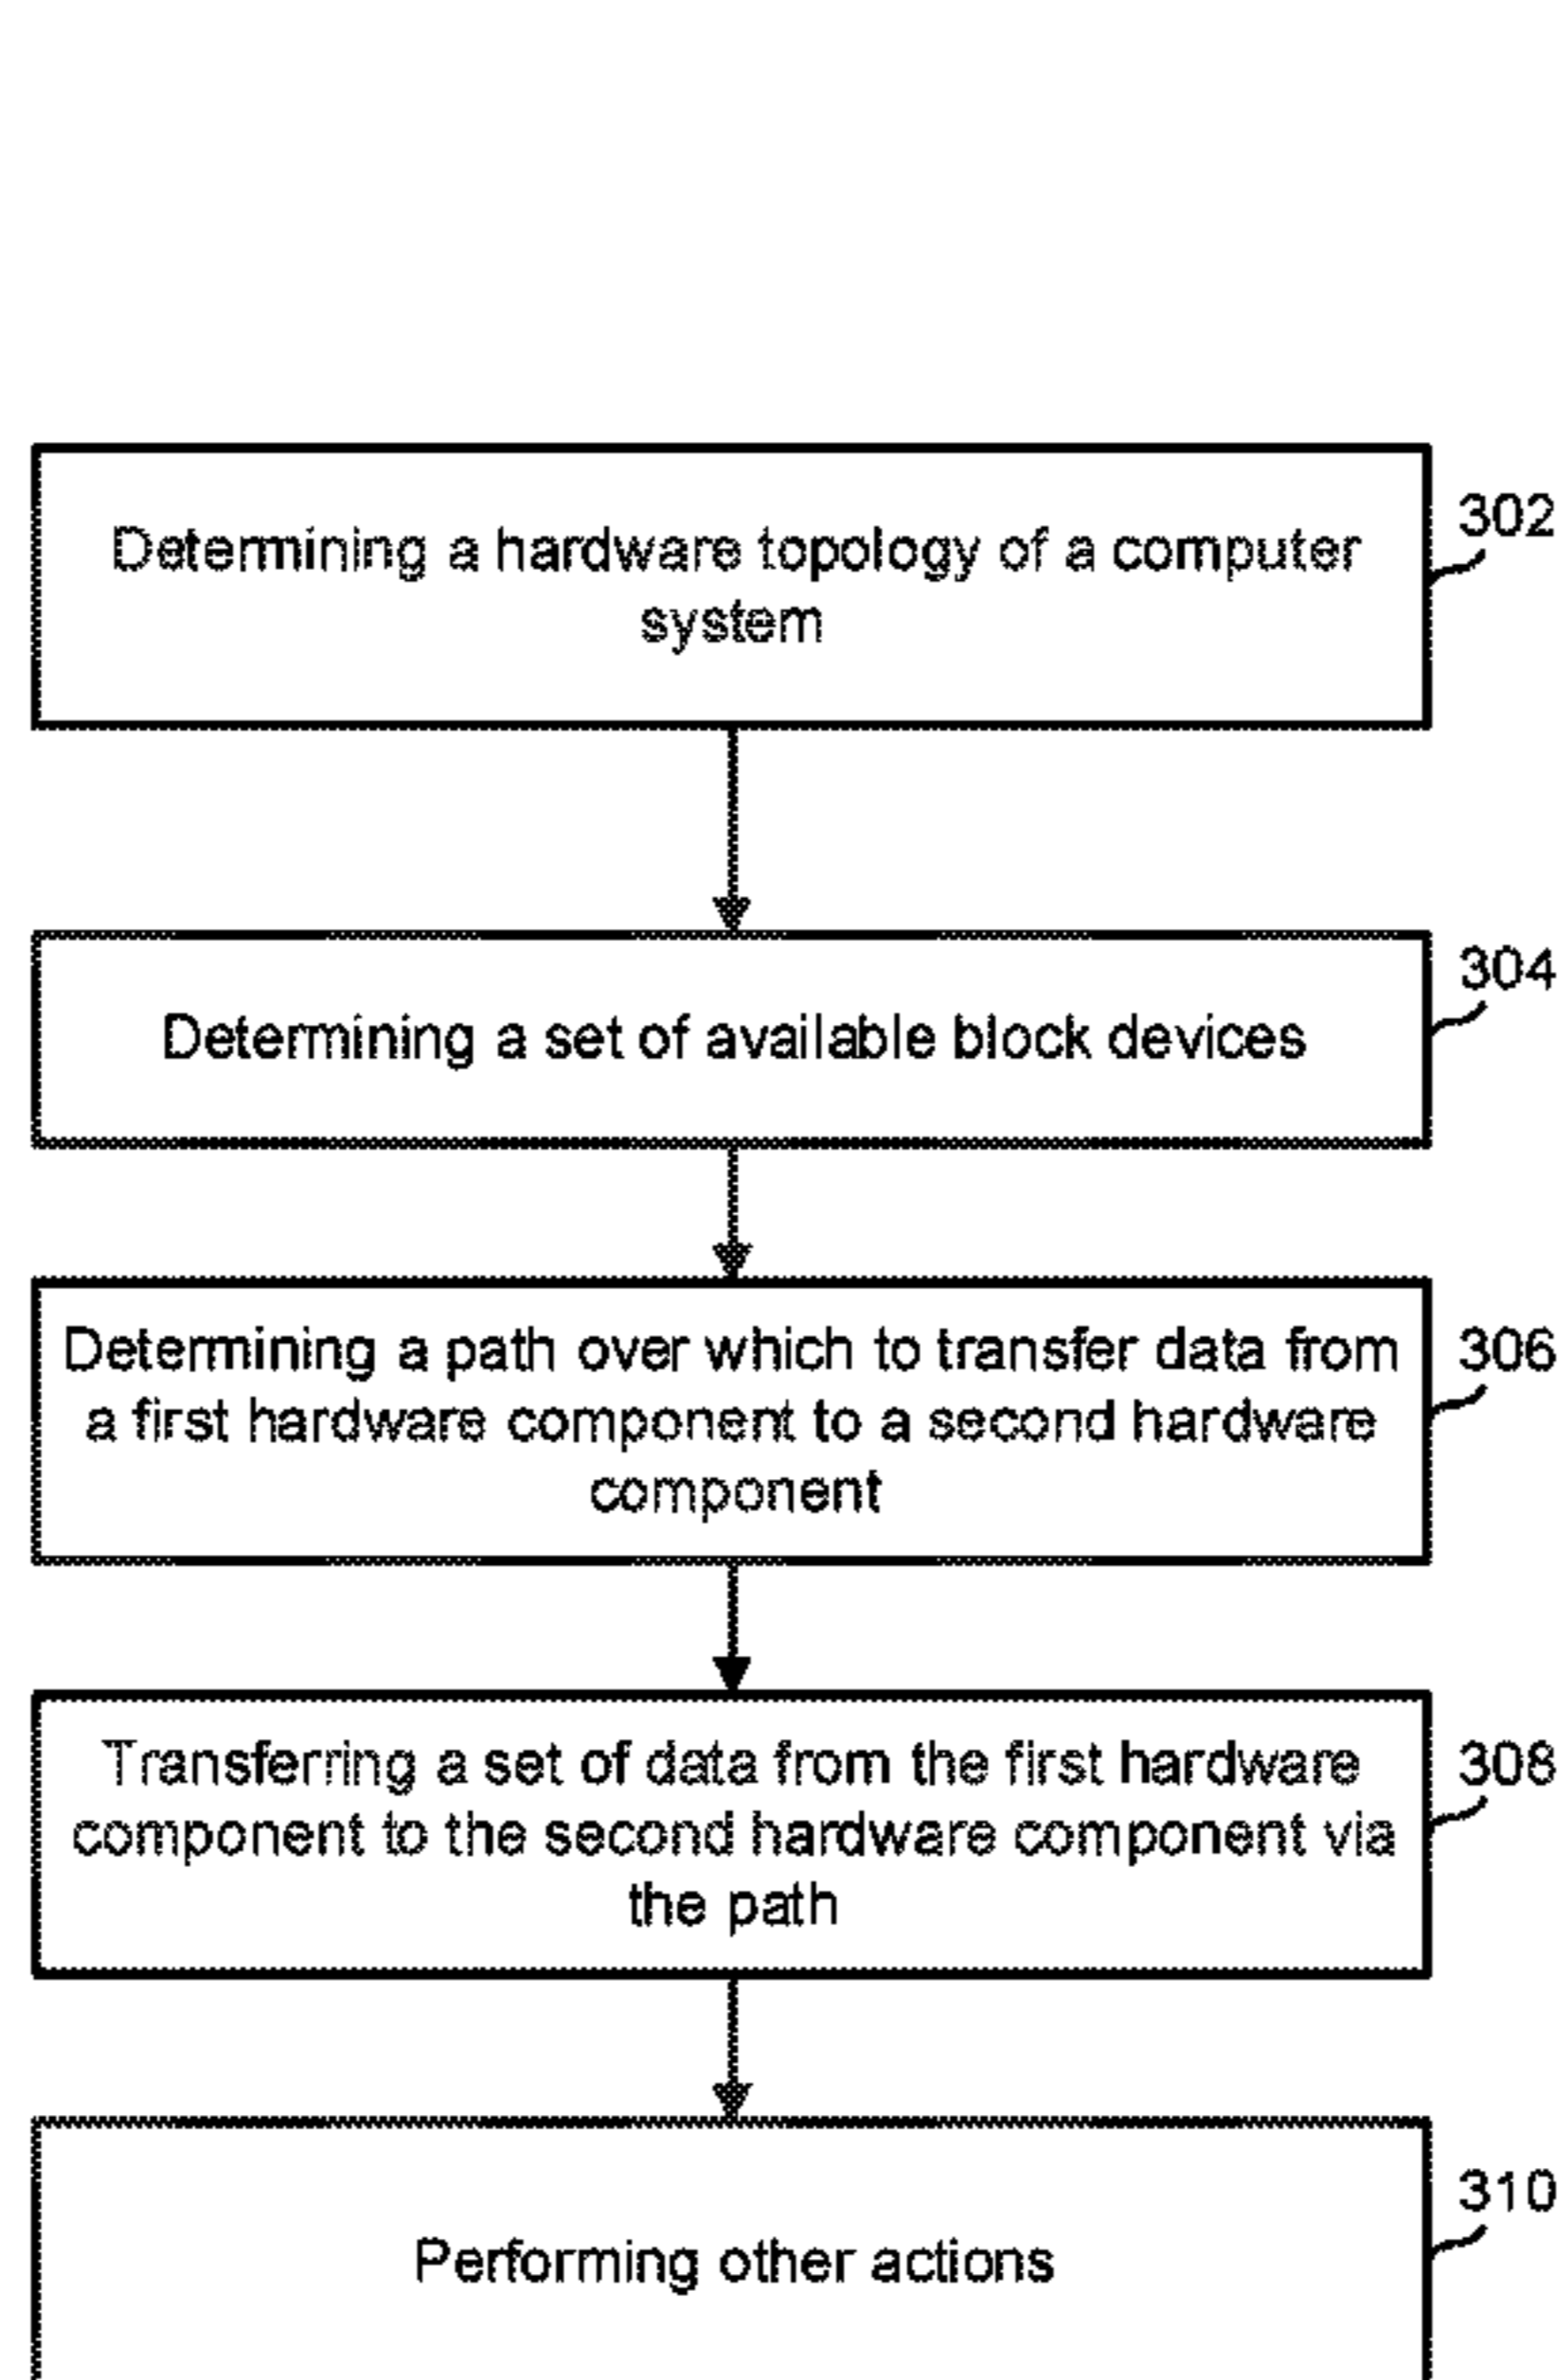 Determining a hardware topology of a computer
system
302
Determining a set of available block devices
304
Determining a path over which to transfer data from
a first hardware component to a second hardware
component
306
Transferring a set of data from the first hardware
component to the second hardware component via
the path
308
Performing other actions
310